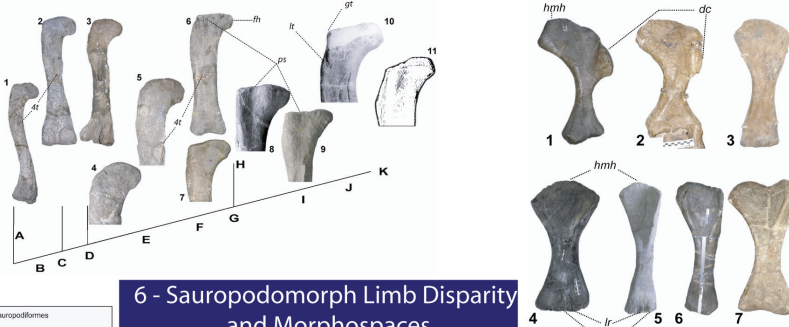 gt
10
2
3
6
fh
lt
11
ps
1
5
4t
4t
8
9
4
7
H
K
J
I
G
F
E
D
C
B
A
6 - Sauropodomorph Limb Disparity
and Morphospaces
auropodiformes
hmh
dc
1
2
3
hmh
4
lr
5
6
7